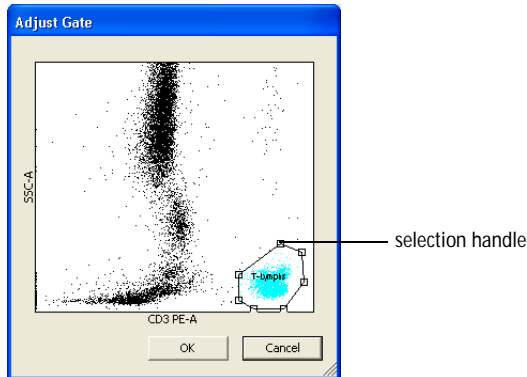 Adjust Gate
SSC-A
selection handle
T-Lymphs
CD3 PE-A
OK
Cancel